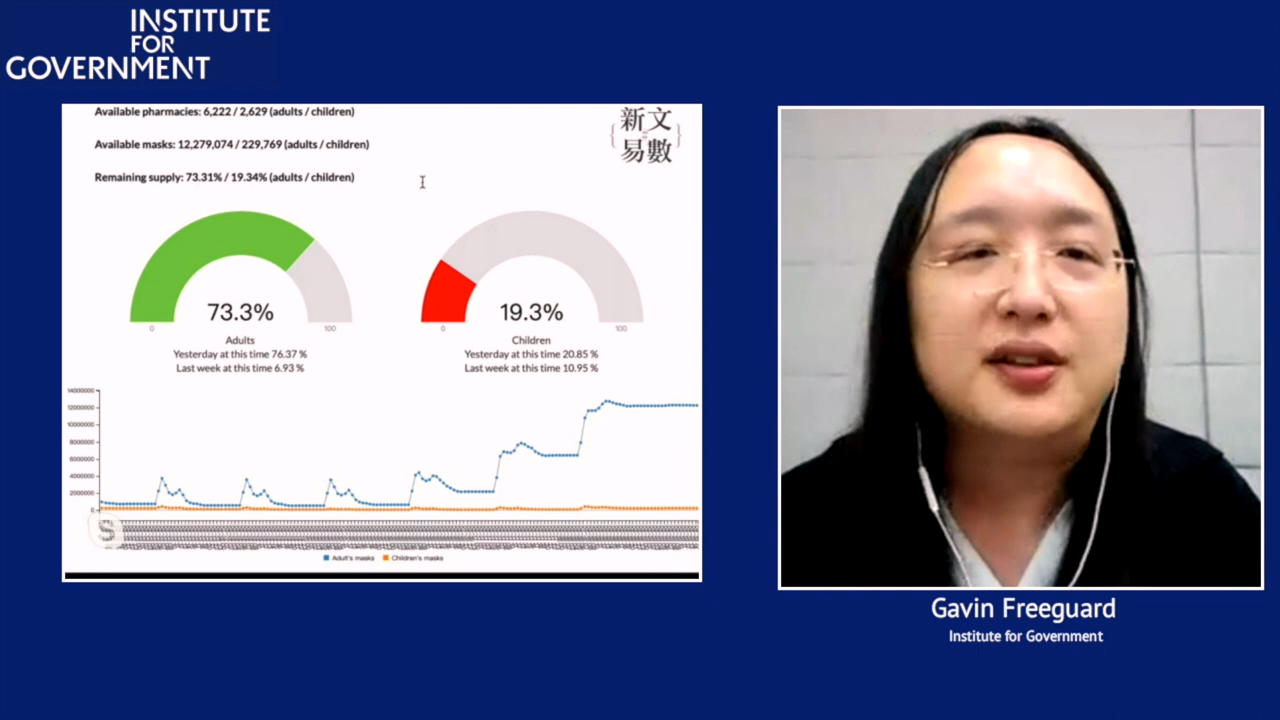 INSTITUTE
FOR
GOVERNMENT
Available pharmacies: 6,222 / 2,629 (adults / children)
Available masks: 12,279,074 / 229,769 (adults / children)
Remaining supply: 73.31% / 19.34% (adults / children)
新文
易數
73.3%
0
100
Adults
Yesterday at this time 76.37 %
Last week at this time 6.93 %
19.3%
0
100
Children
Yesterday at this time 20.85 %
Last week at this time 10.95 %
14000000
12000000
10000000
8000000
6000000
4000000
2000000
0
S
Adult's masks
Children's masks
Gavin Freeguard
Institute for Government